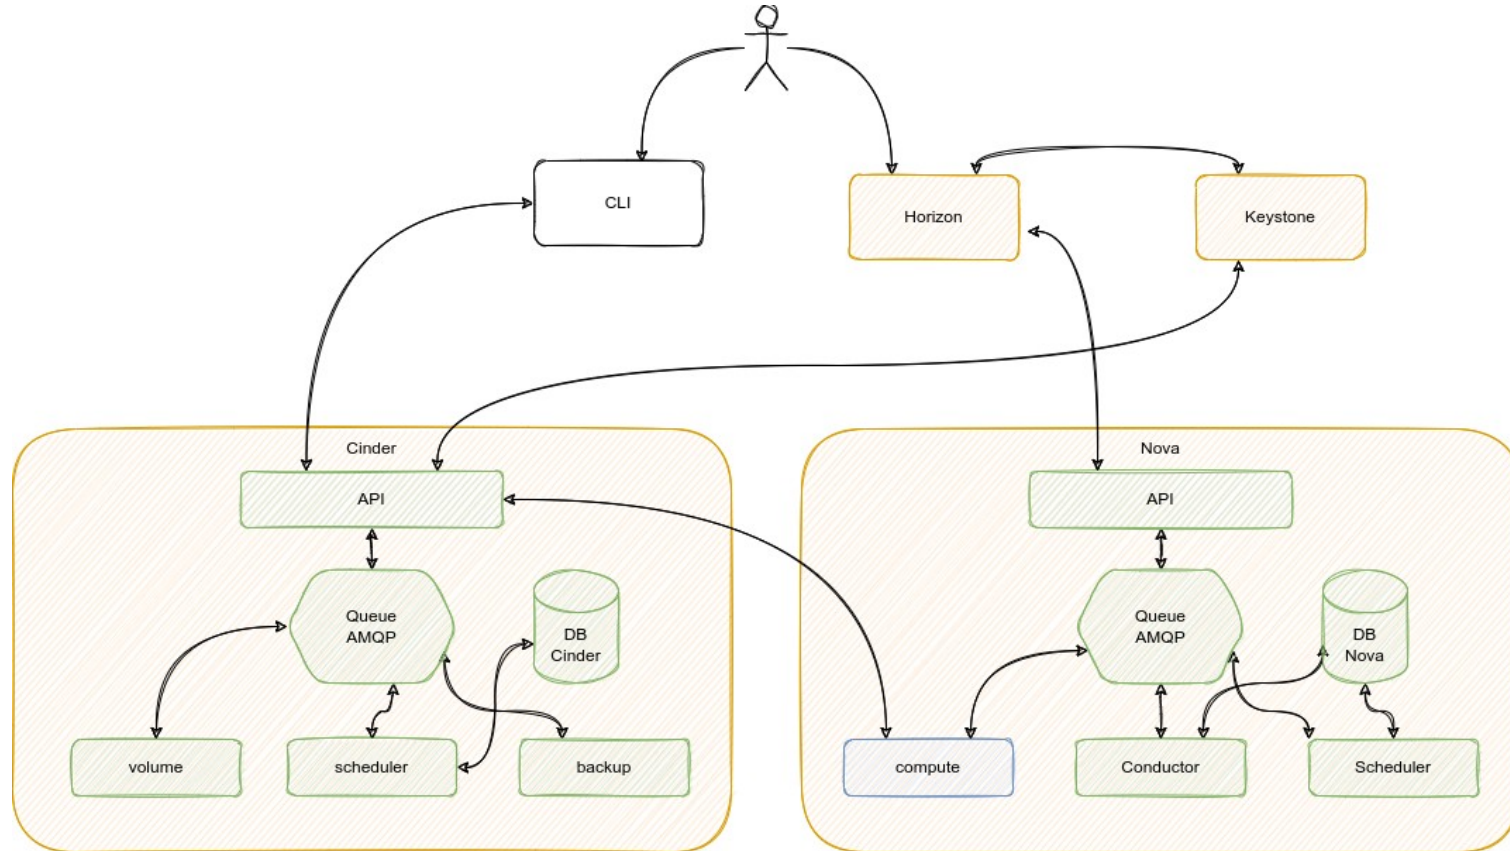 CLI
Horizon
Keystone
Cinder
API
Queue
AMQP
DB
Cinder
volume
scheduler
backup
Nova
API
Queue
AMQP
DB
Nova
compute
Conductor
Scheduler